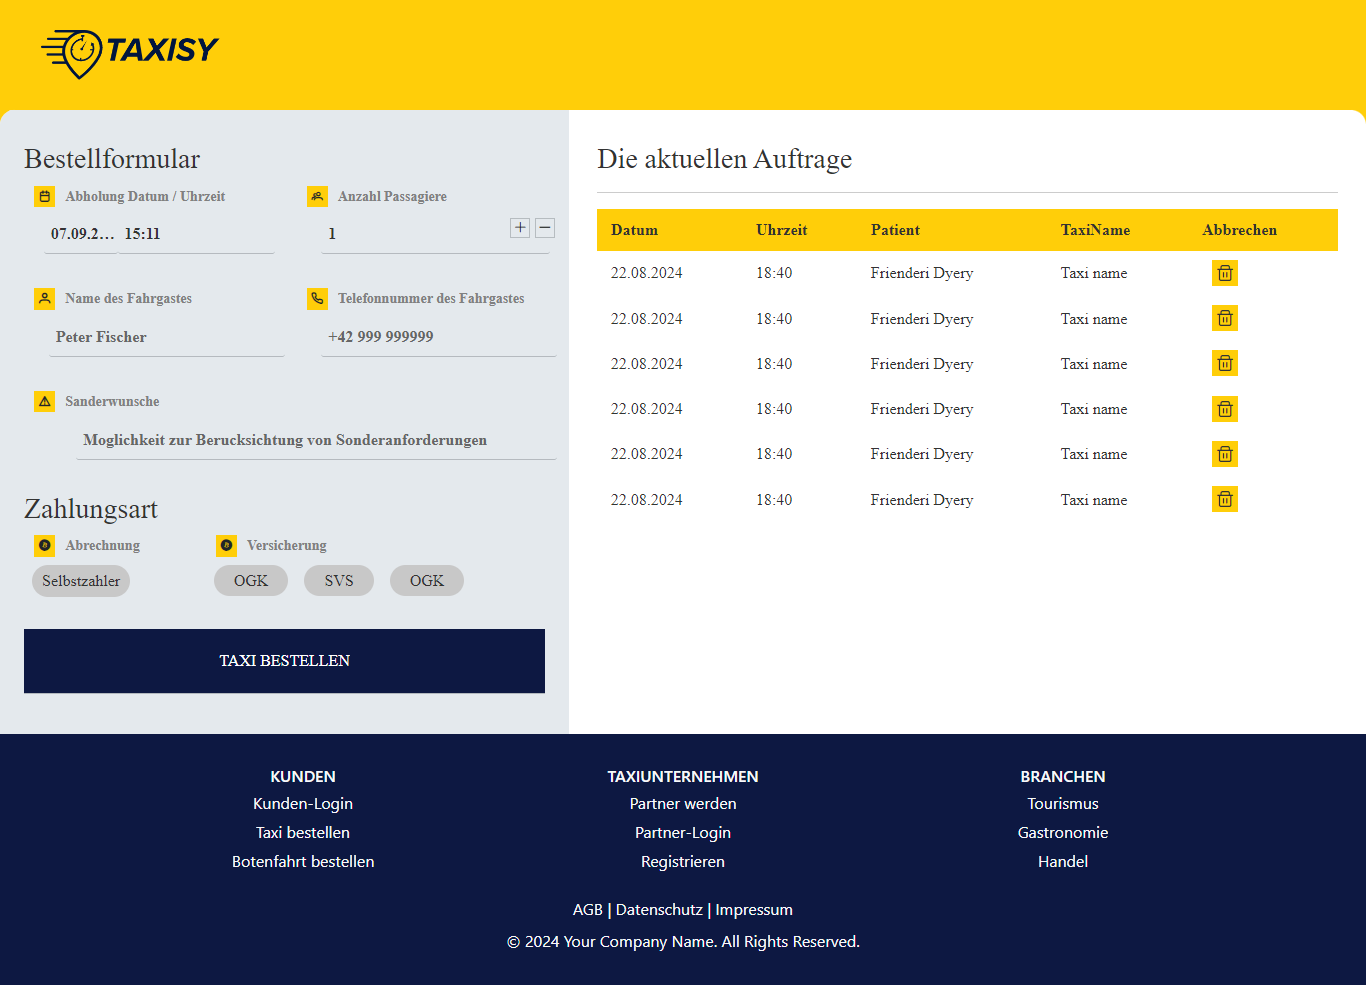 TAXISY
Bestellformular
Abholung Datum / Uhrzeit
Anzahl Passagiere
07.09.2... 15:11
1
Name des Fahrgastes
Telefonnummer des Fahrgastes
Peter Fischer
+42 999 999999
Sanderwunsche
Moglichkeit zur Berucksichtung von Sonderanforderungen
Zahlungsart
Abrechnung
Versicherung
Selbstzahler
OGK SVS OGK
TAXI BESTELLEN
Die aktuellen Auftrage
Datum Uhrzeit Patient TaxiName Abbrechen
22.08.2024 18:40 Frienderi Dyery Taxi name
22.08.2024 18:40 Frienderi Dyery Taxi name
22.08.2024 18:40 Frienderi Dyery Taxi name
22.08.2024 18:40 Frienderi Dyery Taxi name
22.08.2024 18:40 Frienderi Dyery Taxi name
22.08.2024 18:40 Frienderi Dyery Taxi name
KUNDEN
Kunden-Login
Taxi bestellen
Botenfahrt bestellen
TAXIUNTERNEHMEN
Partner werden
Partner-Login
Registrieren
BRANCHEN
Tourismus
Gastronomie
Handel
AGB | Datenschutz | Impressum
© 2024 Your Company Name. All Rights Reserved.